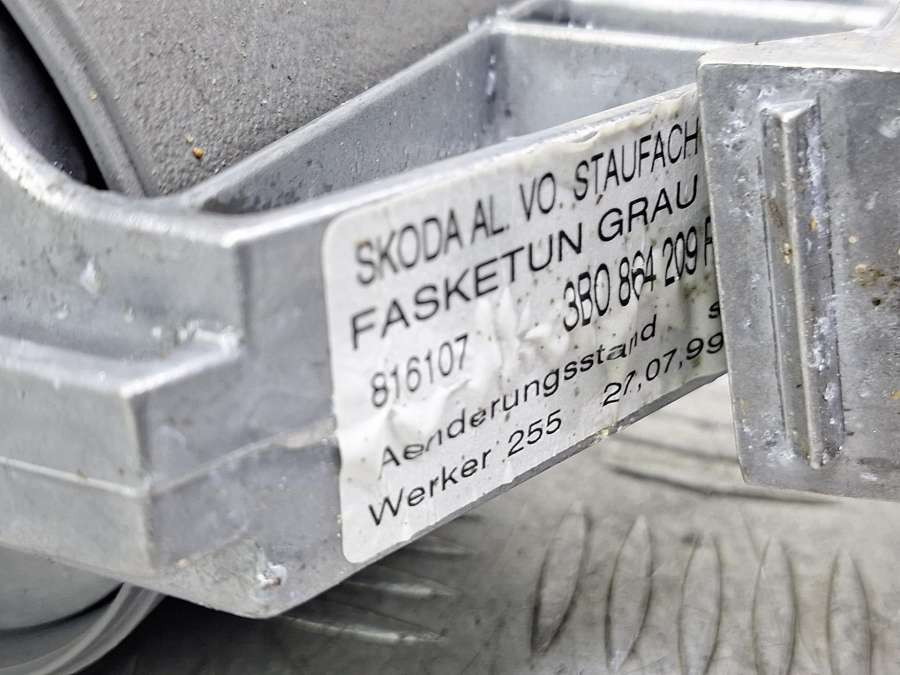 SKODA AL. VO. STAUFACH
FASKETUN GRAU
816107 3B0 864 209
Aenderungsstand
Werker 255 27,07,99